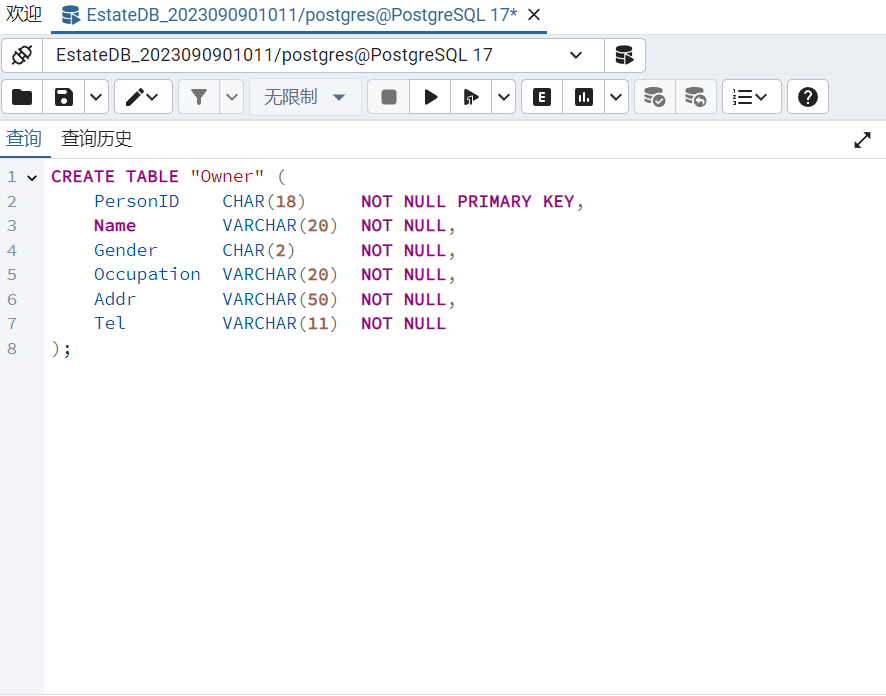 欢迎 EstateDB_2023090901011/postgres@PostgreSQL 17*
EstateDB_2023090901011/postgres@PostgreSQL 17
无限制 E
查询 查询历史
1 CREATE TABLE "Owner" (
2 PersonID CHAR(18) NOT NULL PRIMARY KEY,
3 Name VARCHAR(20) NOT NULL,
4 Gender CHAR(2) NOT NULL,
5 Occupation VARCHAR(20) NOT NULL,
6 Addr VARCHAR(50) NOT NULL,
7 Tel VARCHAR(11) NOT NULL
8 );